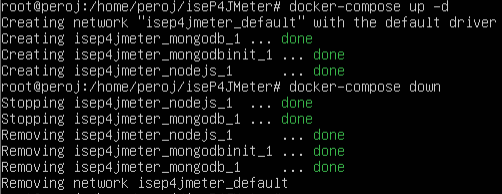 root@peroj:/home/peroj/iseP4JMeter# docker-compose up -d
Creating network "isep4jmeter_default" with the default driver
Creating isep4jmeter_mongodb_1 ... done
Creating isep4jmeter_mongodbinit_1 ... done
Creating isep4jmeter_nodejs_1 ... done
root@peroj:/home/peroj/iseP4JMeter# docker-compose down
Stopping isep4jmeter_nodejs_1 ... done
Stopping isep4jmeter_mongodb_1 ... done
Removing isep4jmeter_nodejs_1 ... done
Removing isep4jmeter_mongodbinit_1 ... done
Removing isep4jmeter_mongodb_1 ... done
Removing network isep4jmeter_default